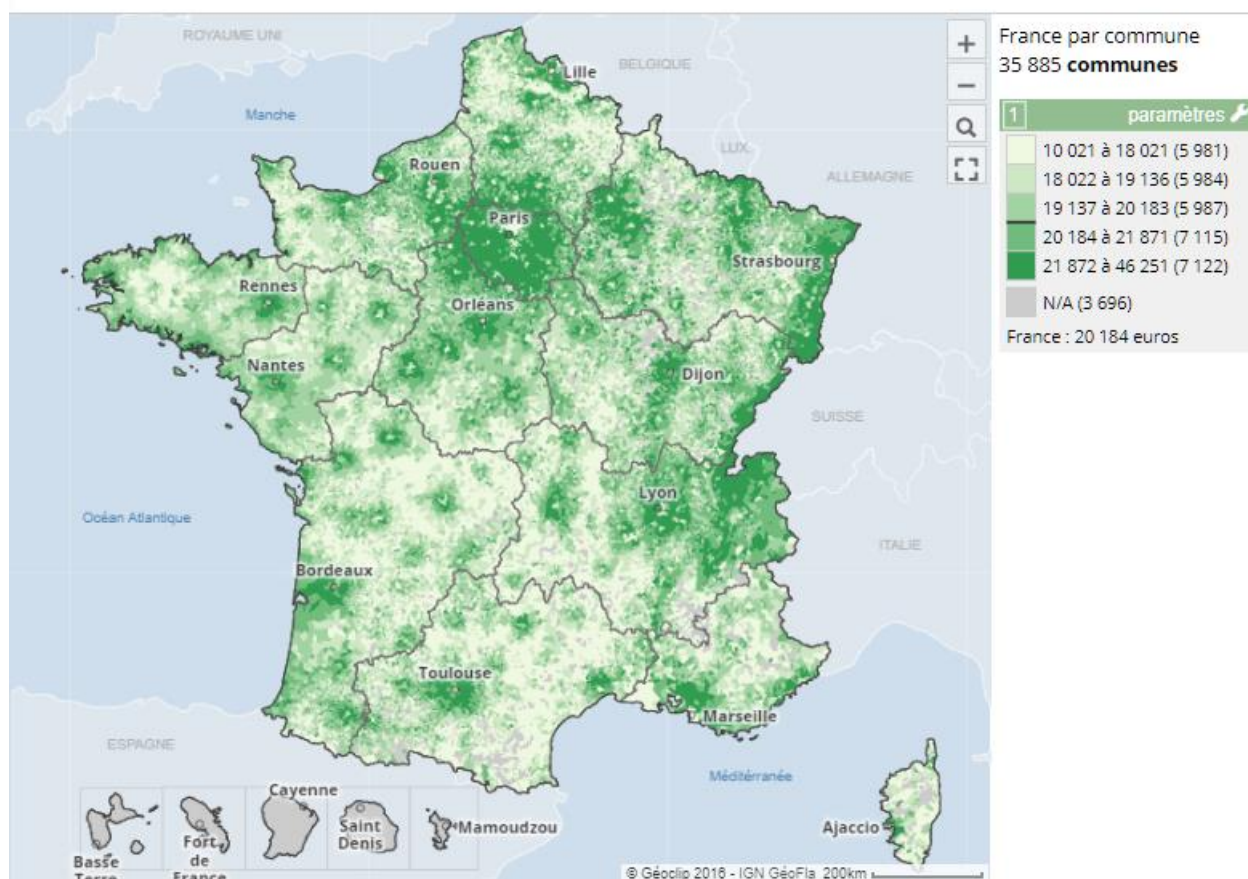 ROYAUME UNI
Lille
BELGIQUE
Manche
LUX.
Rouen
ALLEMAGNE
Paris
Strasbourg
Rennes
Orléans
Nantes
Dijon
SUISSE
Lyon
Océan Atlantique
ITALIE
Bordeaux
Toulouse
Marseille
ESPAGNE
Méditérranée
Cayenne
Saint
Denis
Mamoudzou
Fort
de
France
Basse
Terre
Ajaccio
© Géoclip 2016 - IGN GéoFla 200km
+
−
France par commune
35 885 communes
1 paramètres
10 021 à 18 021 (5 981)
18 022 à 19 136 (5 984)
19 137 à 20 183 (5 987)
20 184 à 21 871 (7 115)
21 872 à 46 251 (7 122)
N/A (3 696)
France : 20 184 euros